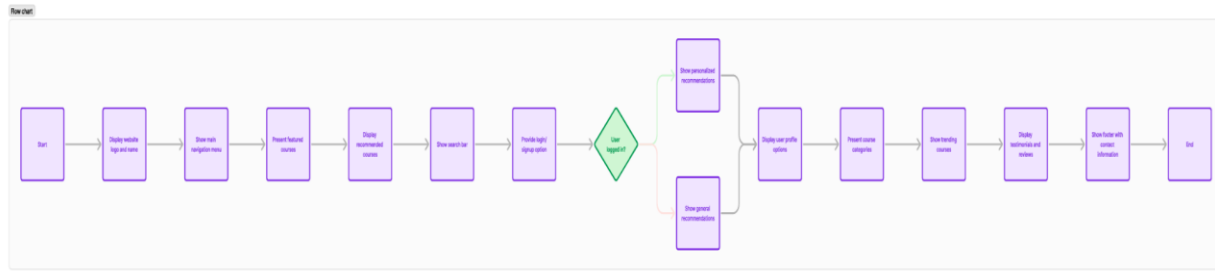 Flow chart
Start
Display website
logo and name
Show main
navigation menu
Present featured
courses
Display
recommended
courses
Show search bar
Provide login/
signup option
User
logged in?
Show personalized
recommendations
Show general
recommendations
Display user profile
options
Present course
categories
Show trending
courses
Display
testimonials and
reviews
Show footer with
contact
information
End